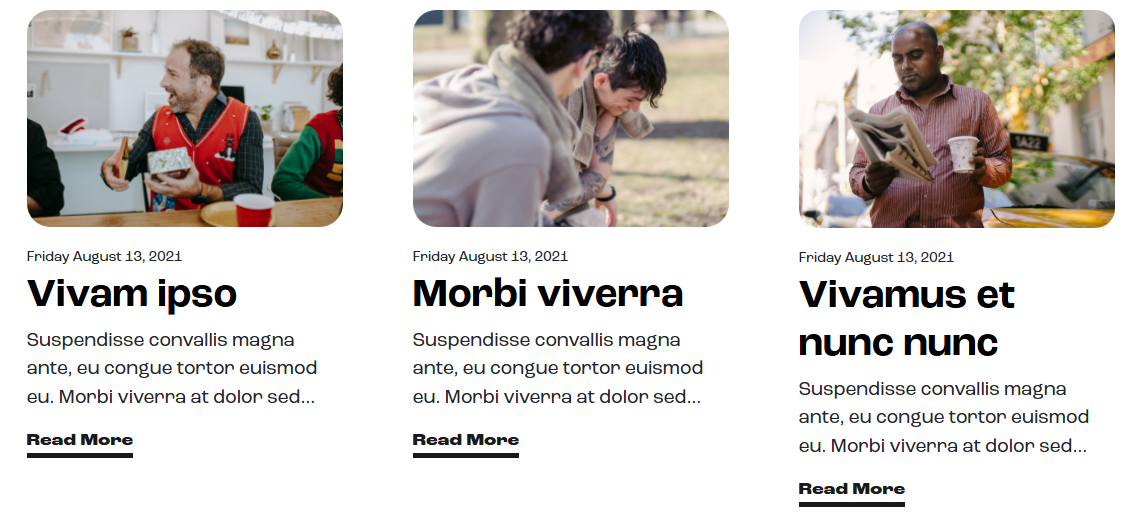 1A22
Friday August 13, 2021
Vivam ipso
Suspendisse convallis magna
ante, eu congue tortor euismod
eu. Morbi viverra at dolor sed...
Read More
Friday August 13, 2021
Morbi viverra
Suspendisse convallis magna
ante, eu congue tortor euismod
eu. Morbi viverra at dolor sed...
Read More
Friday August 13, 2021
Vivamus et
nunc nunc
Suspendisse convallis magna
ante, eu congue tortor euismod
eu. Morbi viverra at dolor sed...
Read More